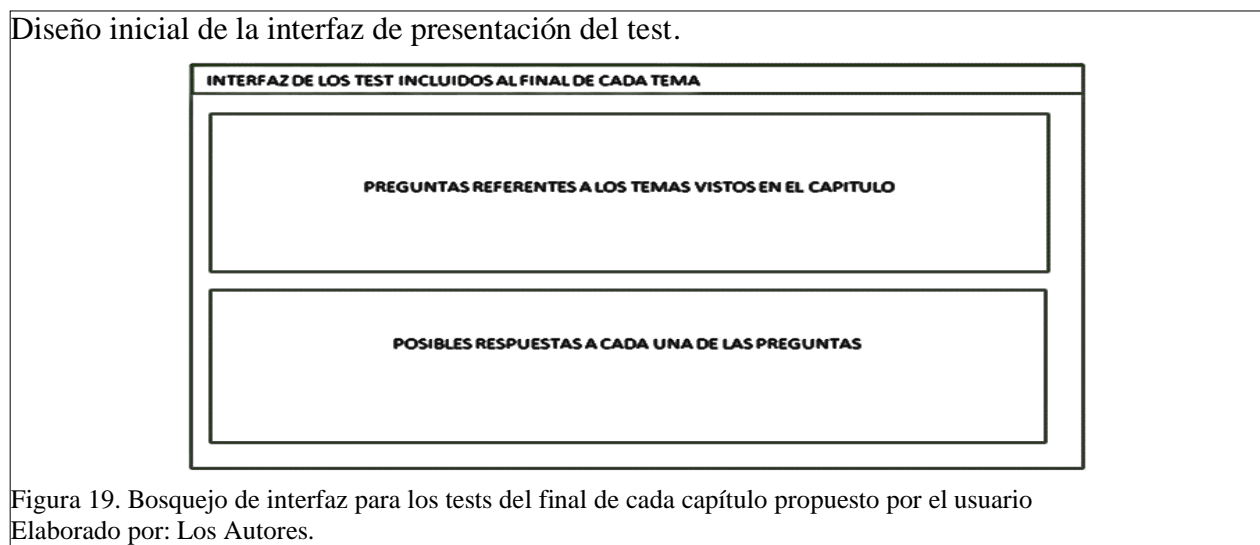 Diseño inicial de la interfaz de presentación del test.
INTERFAZ DE LOS TEST INCLUIDOS AL FINAL DE CADA TEMA
PREGUNTAS REFERENTES A LOS TEMAS VISTOS EN EL CAPITULO
POSIBLES RESPUESTAS A CADA UNA DE LAS PREGUNTAS
Figura 19. Bosquejo de interfaz para los tests del final de cada capítulo propuesto por el usuario
Elaborado por: Los Autores.